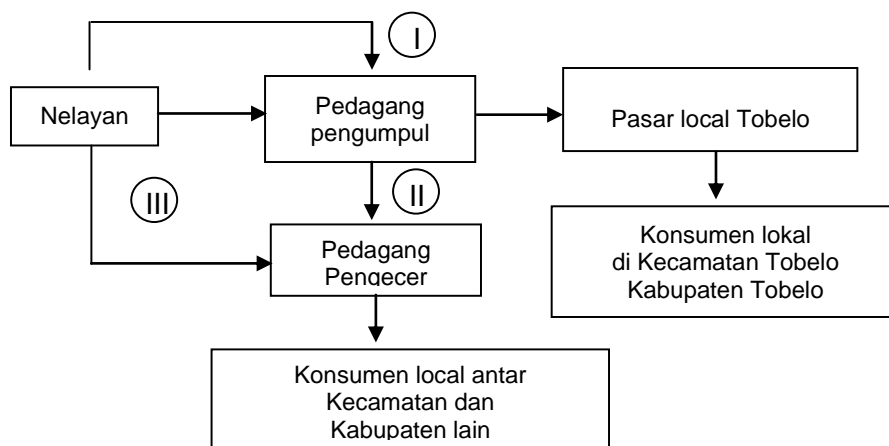 I
Nelayan
Pedagang
pengumpul
Pasar local Tobelo
III
II
Pedagang
Pengecer
Konsumen lokal
di Kecamatan Tobelo
Kabupaten Tobelo
Konsumen local antar
Kecamatan dan
Kabupaten lain